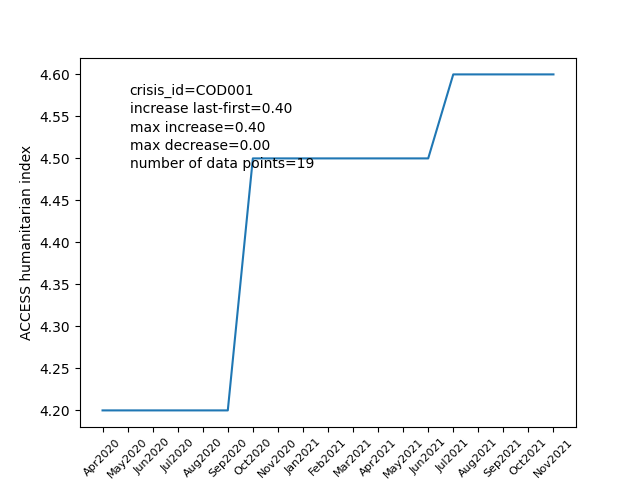 crisis_id=COD001
increase last-first=0.40
max increase=0.40
max decrease=0.00
number of data points=19
ACCESS humanitarian index
4.60
4.55
4.50
4.45
4.40
4.35
4.30
4.25
4.20
Apr2020
May2020
Jun2020
Jul2020
Aug2020
Sep2020
Oct2020
Nov2020
Jan2021
Feb2021
Mar2021
Apr2021
May2021
Jun2021
Jul2021
Aug2021
Sep2021
Oct2021
Nov2021